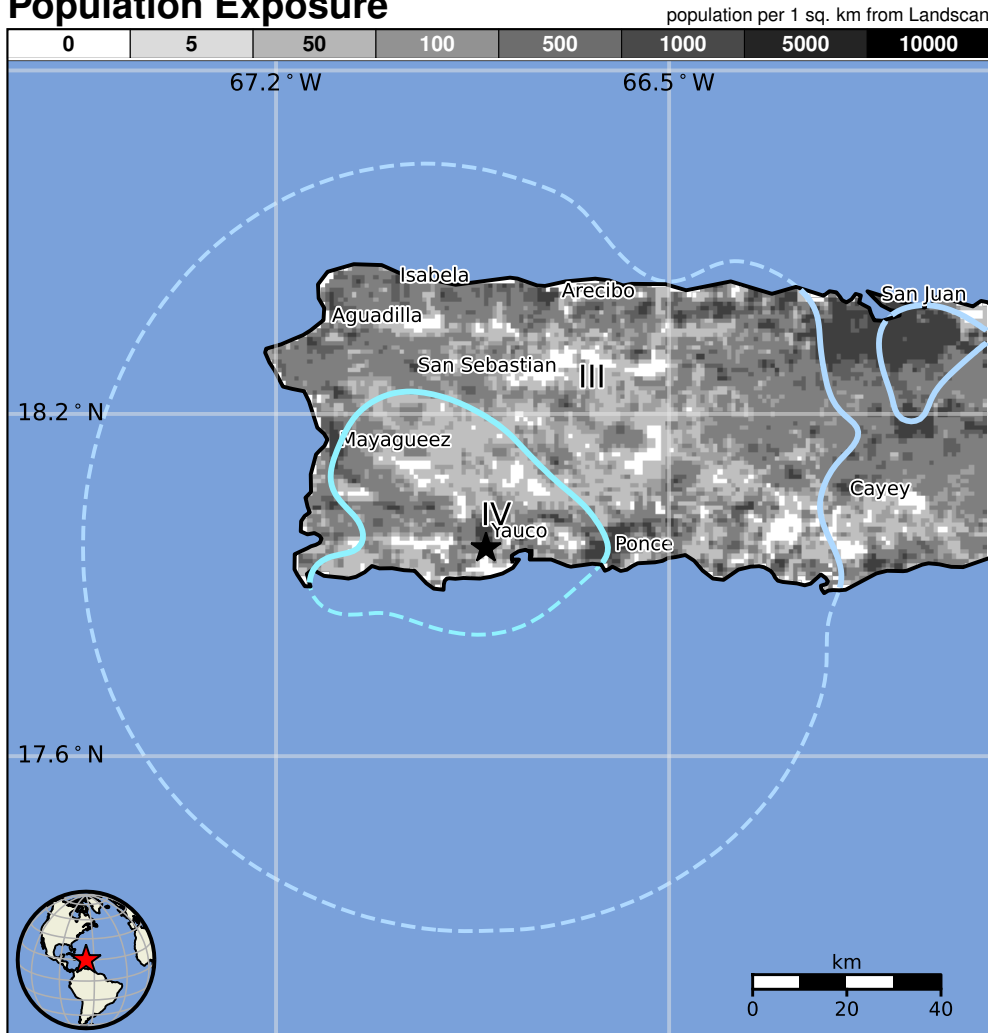 Population Exposure
population per 1 sq. km from Landscan
0 5 50 100 500 1000 5000 10000
67.2°W 66.5°W
Isabela
Arecibo
San Juan
Aguadilla
San Sebastian
III
18.2°N
Mayagueez
Cayey
IV
Yauco
Ponce
17.6°N
km
0 20 40